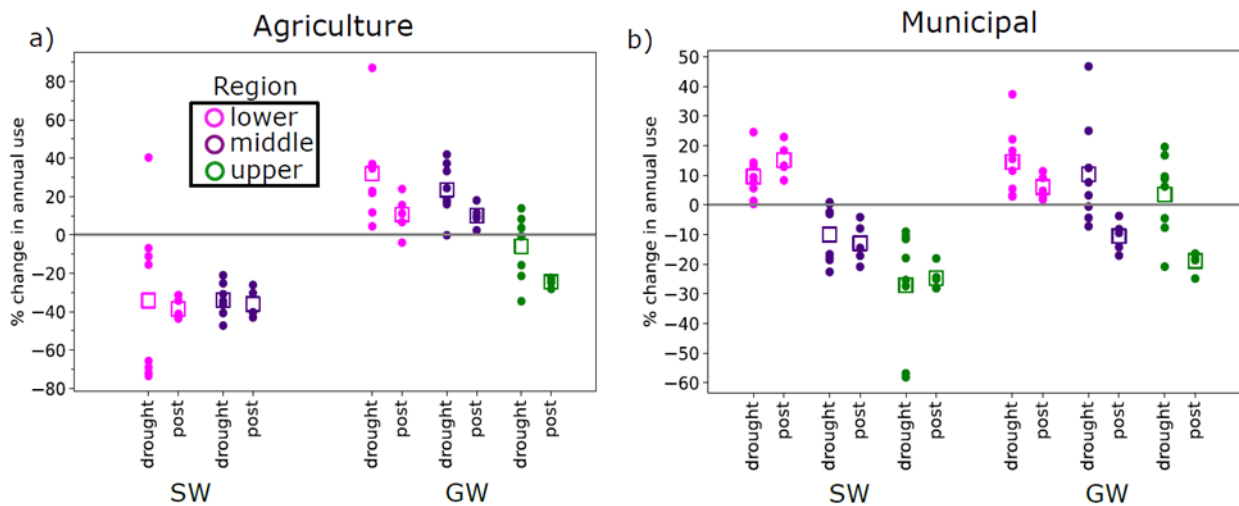 a)
Agriculture
% change in annual use
80
60
40
20
0
−20
−40
−60
−80
Region
lower
middle
upper
drought
post
drought
post
drought
post
drought
post
drought
post
SW
GW
b)
Municipal
% change in annual use
50
40
30
20
10
0
−10
−20
−30
−40
−50
−60
drought
post
drought
post
drought
post
drought
post
drought
post
drought
post
SW
GW